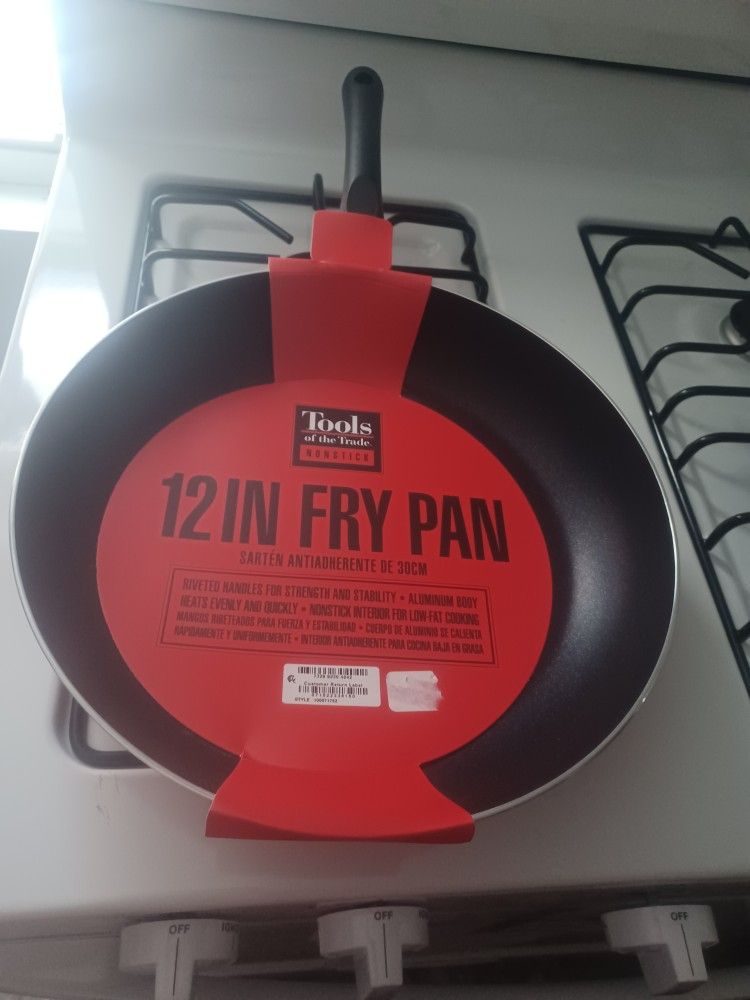 Tools
of the Trade
NONSTICK
12 IN FRY PAN
SARTÉN ANTIADHERENTE DE 30CM
RIVETED HANDLES FOR STRENGTH AND STABILITY • ALUMINUM BODY
HEATS EVENLY AND QUICKLY • NONSTICK INTERIOR FOR LOW-FAT COOKING
MANGOS RIBETEADOS PARA FUERZA Y ESTABILIDAD • CUERPO DE ALUMINIO SE CALIENTA
RAPIDAMENTE Y UNIFORMEMENTE • INTERIOR ANTIADHERENTE PARA COCINA BAJA EN GRASA
Customer Return Label
STYLE
OFF
OFF
OFF